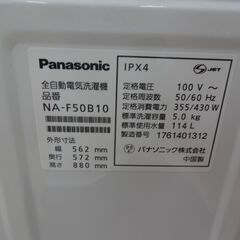 Panasonic
全自動電気洗濯機
品番
NA-F50B10
外形寸法
幅 562 mm
奥行 572 mm
高さ 880 mm
IPX4
JET
定格電圧 100 V ～
定格周波数 50/60 Hz
定格消費電力 355/430 W
標準洗濯容量 5.0 kg
標準使用水量 114 L
製造番号 1761401312
パナソニック株式会社
中国製